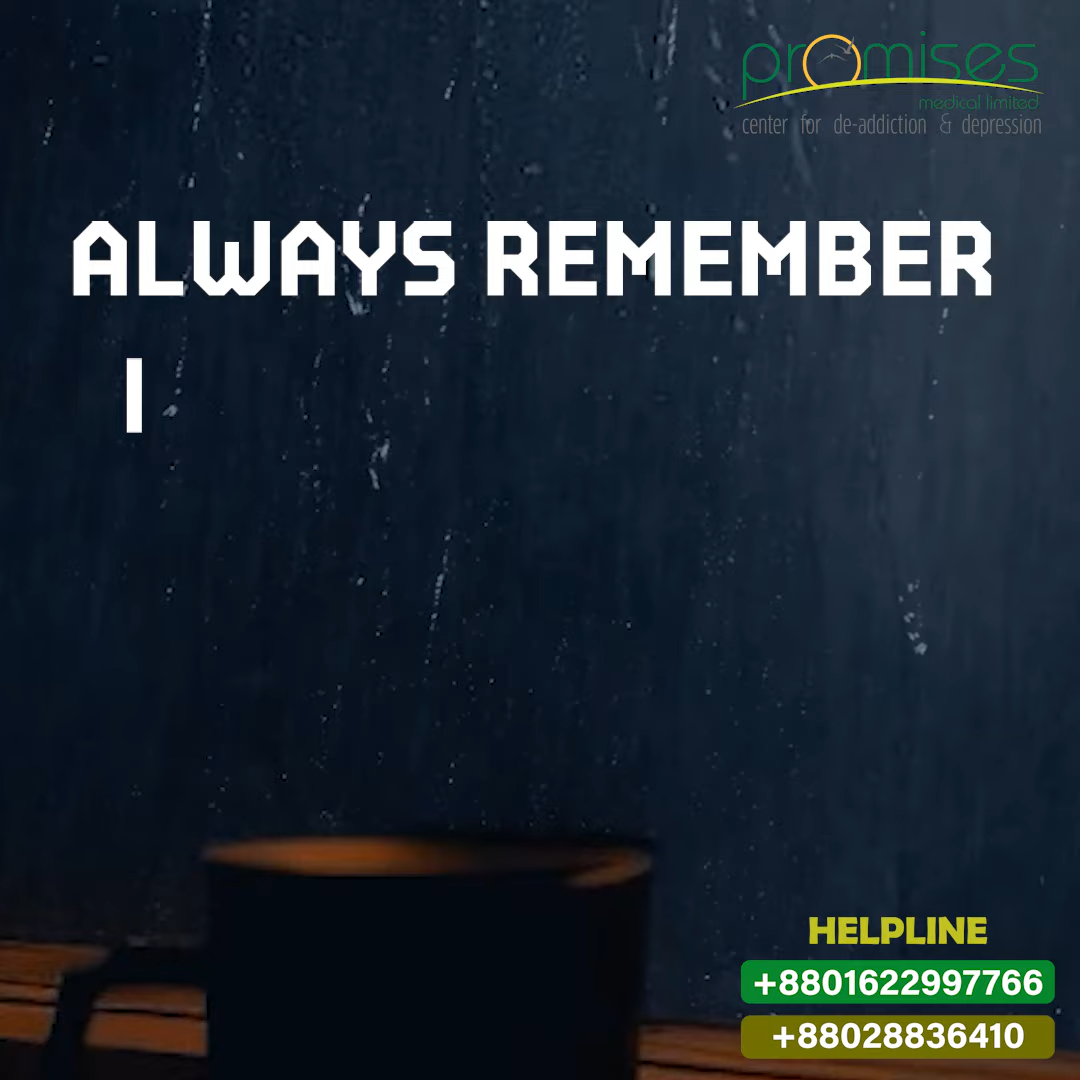 promises
medical limited
center for de-addiction & depression
ALWAYS REMEMBER
I
HELPLINE
+8801622997766
+88028836410